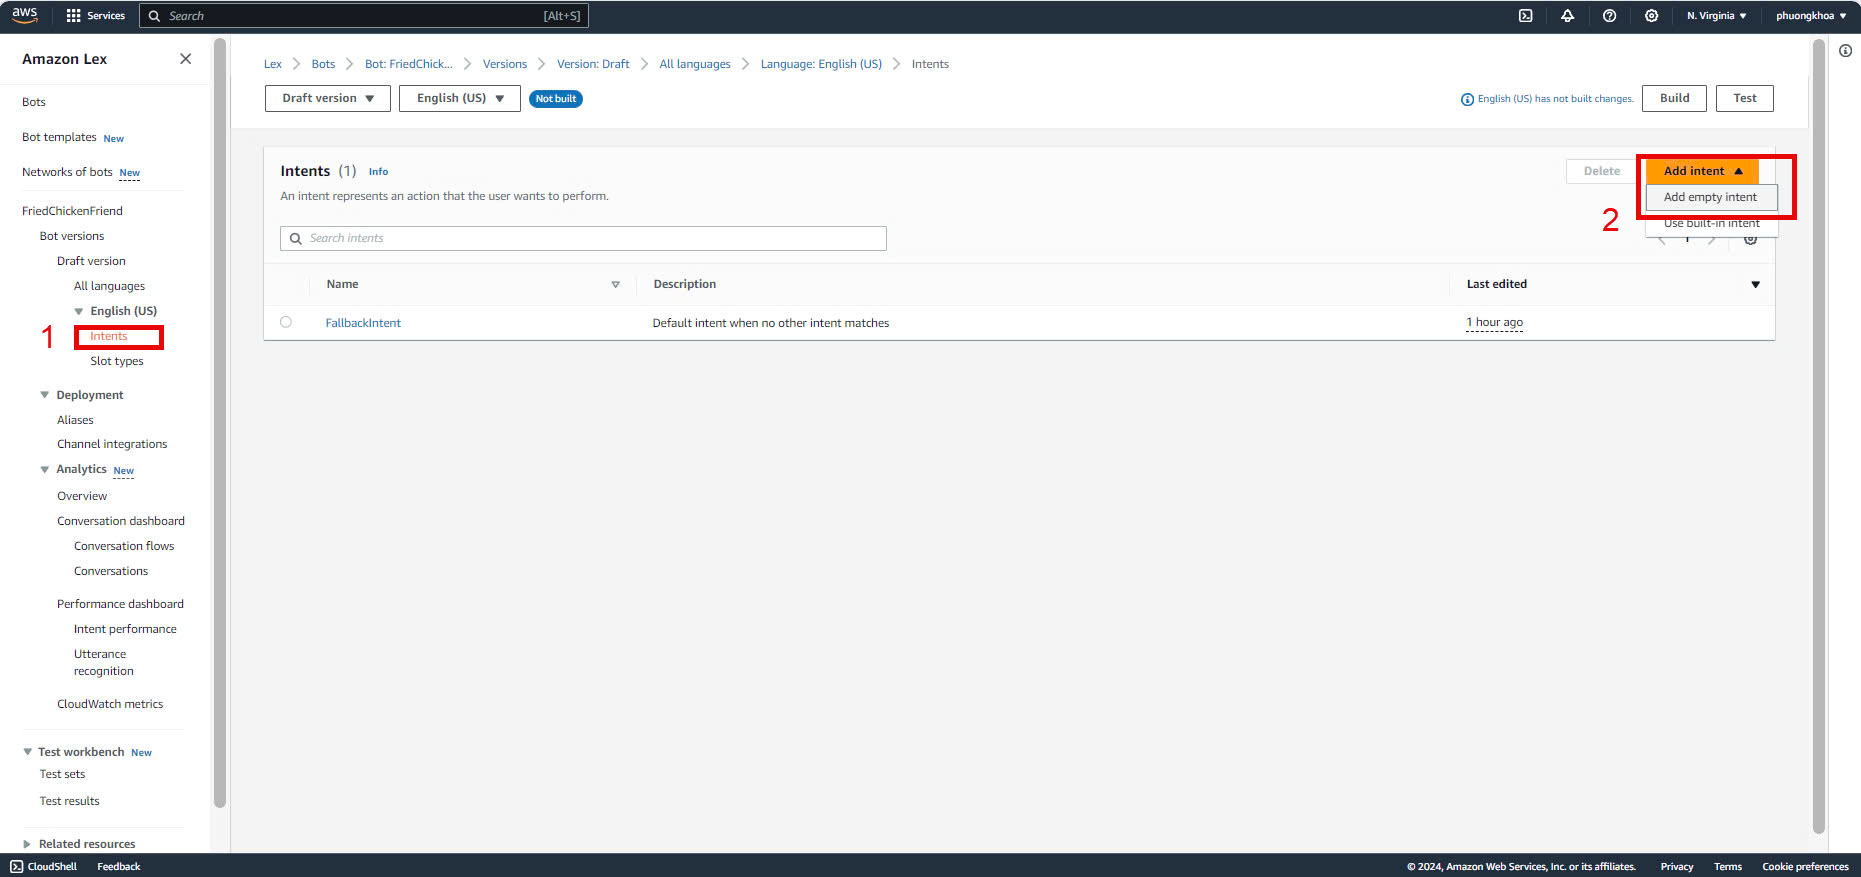 aws
Services
Search
[Alt+S]
N. Virginia
phuongkhoa
Amazon Lex
Bots
Bot templates New
Networks of bots New
FriedChickenFriend
Bot versions
Draft version
All languages
English (US)
1
Intents
Slot types
Deployment
Aliases
Channel integrations
Analytics New
Overview
Conversation dashboard
Conversation flows
Conversations
Performance dashboard
Intent performance
Utterance
recognition
CloudWatch metrics
Test workbench New
Test sets
Test results
Related resources
Lex
Bots
Bot: FriedChick...
Versions
Version: Draft
All languages
Language: English (US)
Intents
Draft version
English (US)
Not built
English (US) has not built changes.
Build
Test
Intents (1) Info
An intent represents an action that the user wants to perform.
Delete
Add intent
Add empty intent
2
Use built-in intent
Search intents
1
Name
Description
Last edited
FallbackIntent
Default intent when no other intent matches
1 hour ago
CloudShell
Feedback
© 2024, Amazon Web Services, Inc. or its affiliates.
Privacy
Terms
Cookie preferences